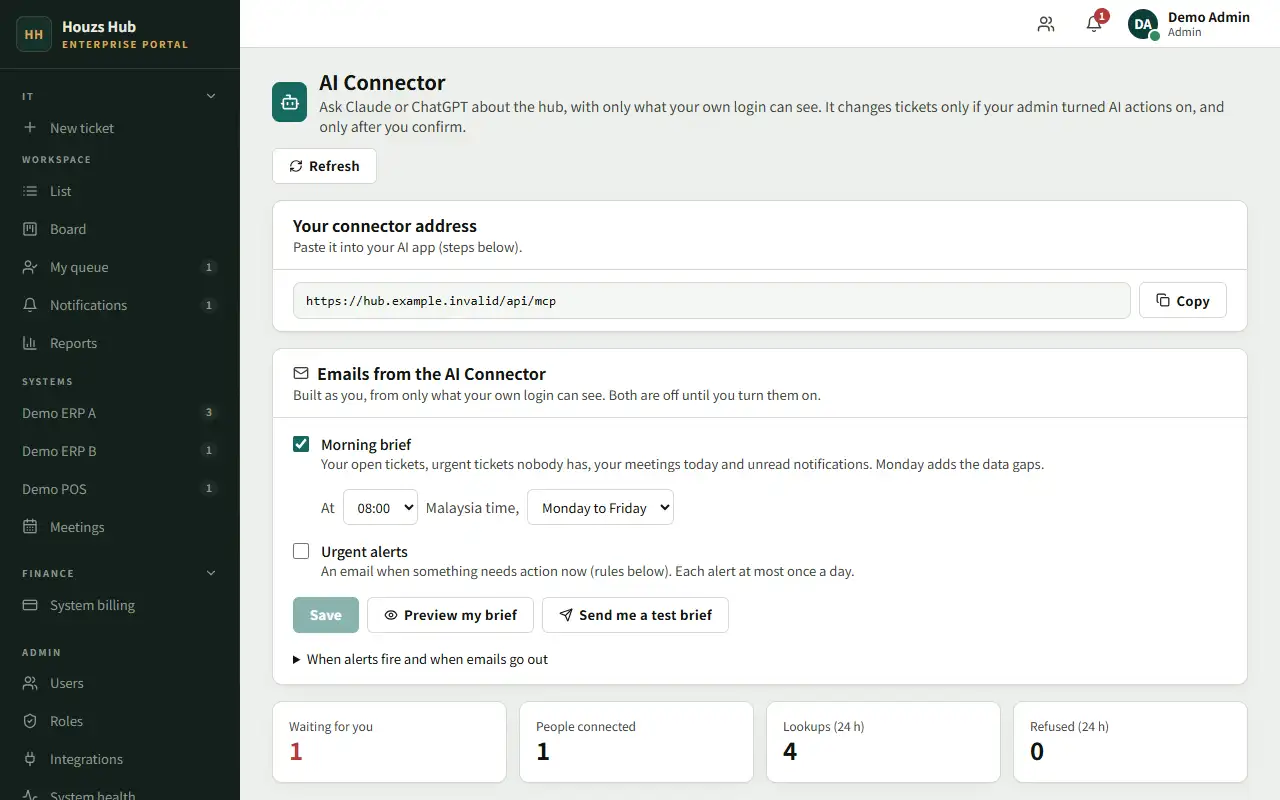 HH
Houzs Hub
ENTERPRISE PORTAL
IT
New ticket
WORKSPACE
List
Board
My queue 1
Notifications 1
Reports
SYSTEMS
Demo ERP A 3
Demo ERP B 1
Demo POS 1
Meetings
FINANCE
System billing
ADMIN
Users
Roles
Integrations
System health
1
DA
Demo Admin
Admin
AI Connector
Ask Claude or ChatGPT about the hub, with only what your own login can see. It changes tickets only if your admin turned AI actions on, and
only after you confirm.
Refresh
Your connector address
Paste it into your AI app (steps below).
https://hub.example.invalid/api/mcp
Copy
Emails from the AI Connector
Built as you, from only what your own login can see. Both are off until you turn them on.
Morning brief
Your open tickets, urgent tickets nobody has, your meetings today and unread notifications. Monday adds the data gaps.
At 08:00 Malaysia time, Monday to Friday
Urgent alerts
An email when something needs action now (rules below). Each alert at most once a day.
Save Preview my brief Send me a test brief
When alerts fire and when emails go out
Waiting for you
1
People connected
1
Lookups (24 h)
4
Refused (24 h)
0